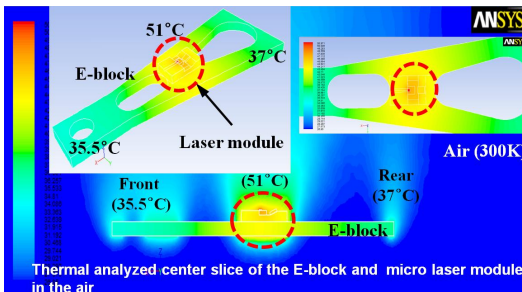 51°C
ANSYS
ANSYS
E-block
37°C
Laser module
35.5°C
Air (300K)
Front
(35.5°C)
(51°C)
Rear
(37°C)
E-block
Thermal analyzed center slice of the E-block and micro laser module
in the air